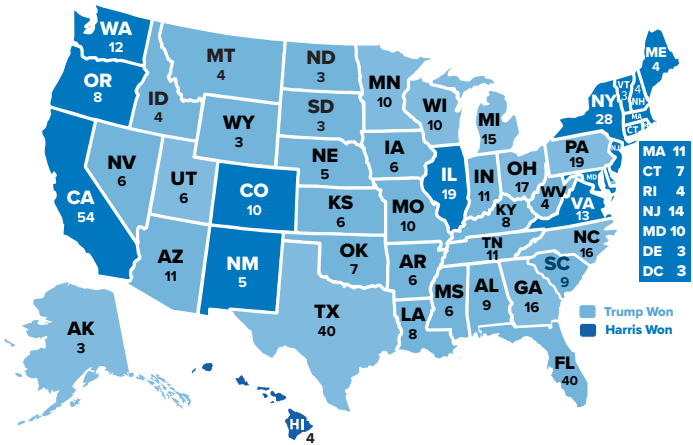 WA
12
OR
8
CA
54
NV
6
ID
4
MT
4
WY
3
UT
6
AZ
11
CO
10
NM
5
ND
3
SD
3
NE
5
KS
6
OK
7
TX
40
MN
10
IA
6
MO
10
AR
6
LA
8
WI
10
IL
19
MI
15
IN
11
OH
17
KY
8
TN
11
MS
6
AL
9
GA
16
FL
40
SC
9
NC
16
VA
13
WV
4
PA
19
NY
28
VT
3
4
NH
ME
4
MA
CT
NJ
MD
MA 11
CT 7
RI 4
NJ 14
MD 10
DE 3
DC 3
AK
3
HI
4
Trump Won
Harris Won